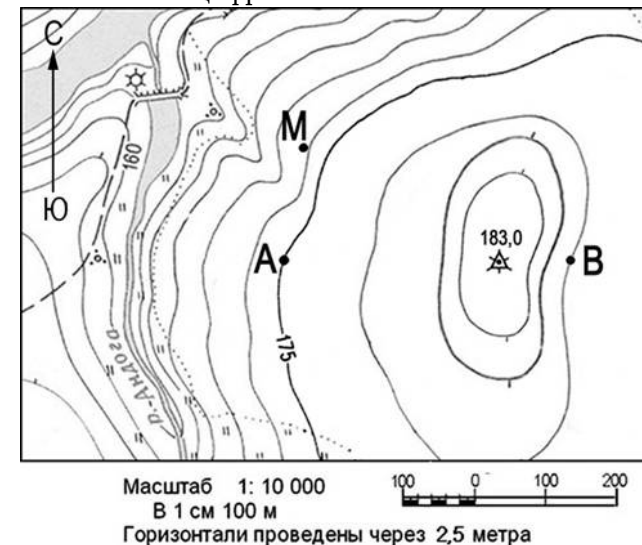 С
М
160
Ю
183,0
А
В
175
р. Андога
Масштаб 1: 10 000
В 1 см 100 м
100 0 100 200
Горизонтали проведены через 2,5 метра